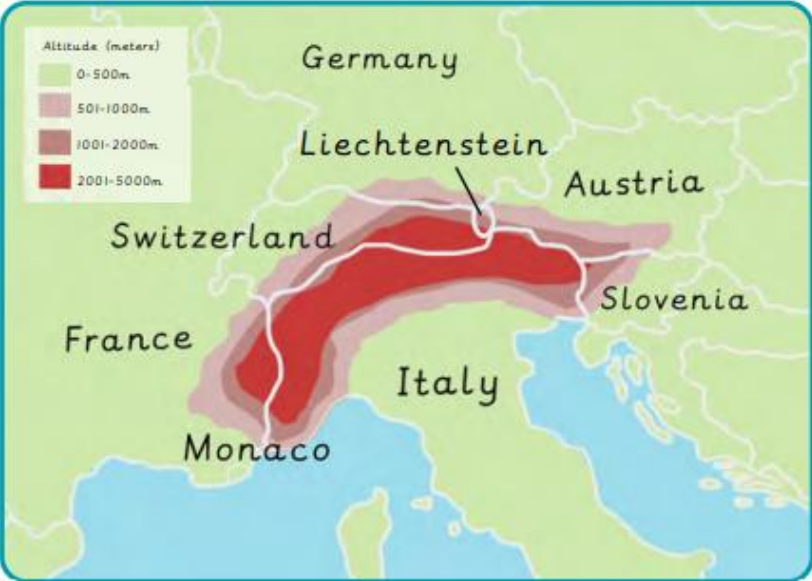 Altitude (meters)
0-500m
501-1000m
1001-2000m
2001-5000m
Germany
Liechtenstein
Austria
Switzerland
Slovenia
France
Italy
Monaco